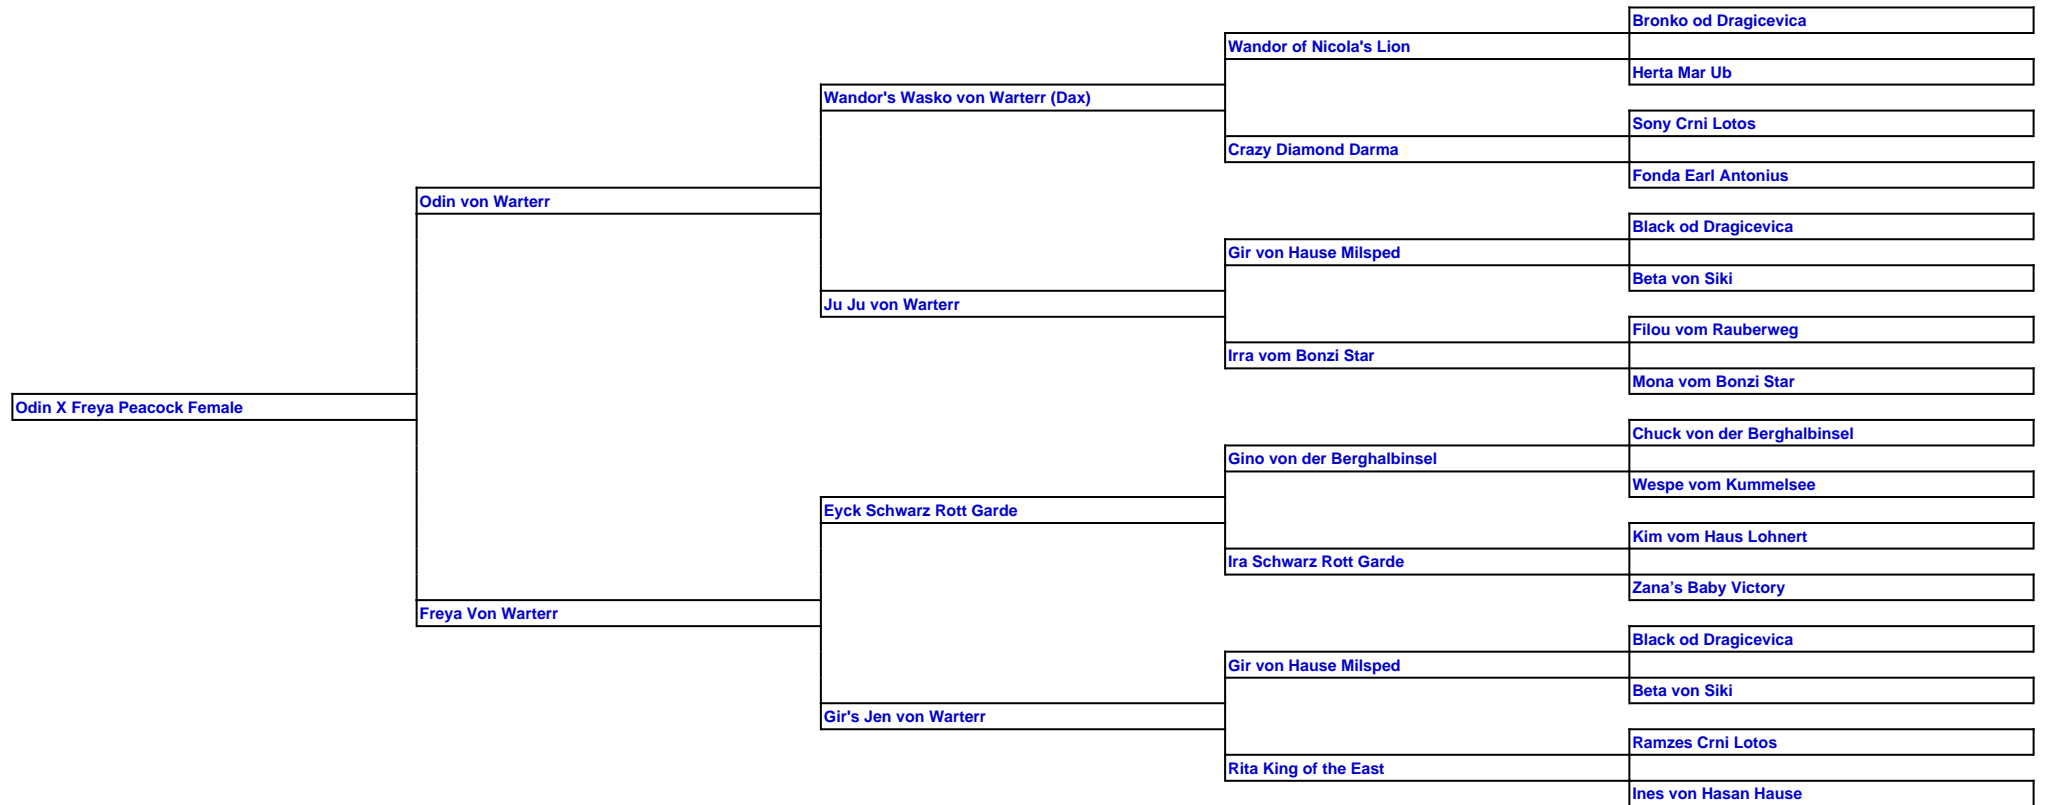 Bronko od Dragicevica
Wandor of Nicola's Lion
Herta Mar Ub
Wandor's Wasko von Warterr (Dax)
Sony Crni Lotos
Crazy Diamond Darma
Fonda Earl Antonius
Odin von Warterr
Black od Dragicevica
Gir von Hause Milsped
Beta von Siki
Ju Ju von Warterr
Filou vom Rauberweg
Irra vom Bonzi Star
Mona vom Bonzi Star
Odin X Freya Peacock Female
Chuck von der Berghalbinsel
Gino von der Berghalbinsel
Wespe vom Kummelsee
Eyck Schwarz Rott Garde
Kim vom Haus Lohnert
Ira Schwarz Rott Garde
Zana’s Baby Victory
Freya Von Warterr
Black od Dragicevica
Gir von Hause Milsped
Beta von Siki
Gir's Jen von Warterr
Ramzes Crni Lotos
Rita King of the East
Ines von Hasan Hause